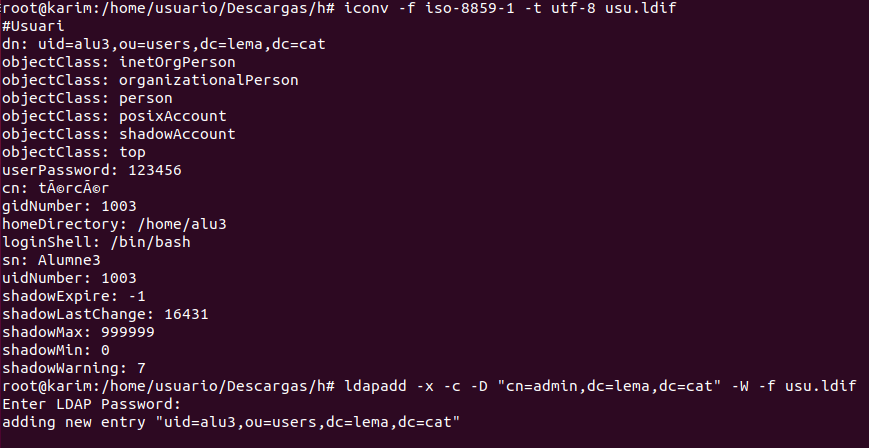 root@karim:/home/usuario/Descargas/h# iconv -f iso-8859-1 -t utf-8 usu.ldif
#Usuari
dn: uid=alu3,ou=users,dc=lema,dc=cat
objectClass: inetOrgPerson
objectClass: organizationalPerson
objectClass: person
objectClass: posixAccount
objectClass: shadowAccount
objectClass: top
userPassword: 123456
cn: tÃ©rcÃ©r
gidNumber: 1003
homeDirectory: /home/alu3
loginShell: /bin/bash
sn: Alumne3
uidNumber: 1003
shadowExpire: -1
shadowLastChange: 16431
shadowMax: 999999
shadowMin: 0
shadowWarning: 7
root@karim:/home/usuario/Descargas/h# ldapadd -x -c -D "cn=admin,dc=lema,dc=cat" -W -f usu.ldif
Enter LDAP Password:
adding new entry "uid=alu3,ou=users,dc=lema,dc=cat"